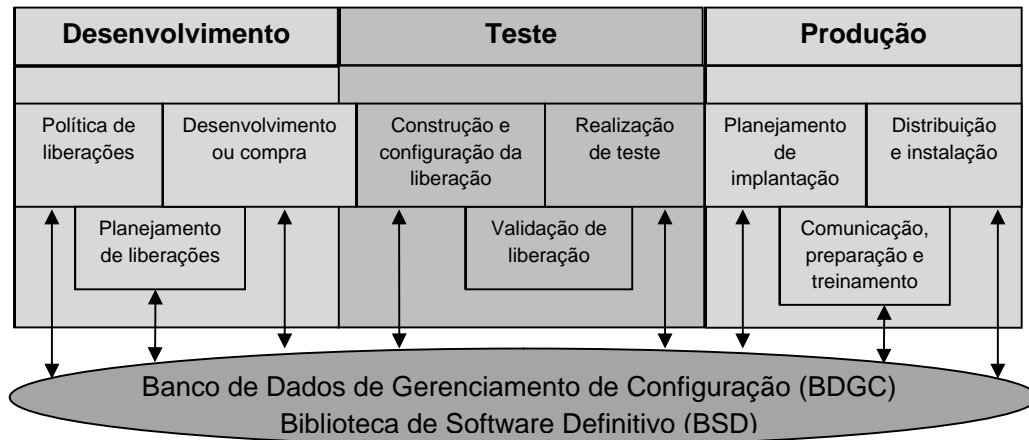 Desenvolvimento
Teste
Produção
Política de
liberações
Desenvolvimento
ou compra
Construção e
configuração da
liberação
Realização
de teste
Planejamento
de
implantação
Distribuição
e instalação
Planejamento
de liberações
Validação de
liberação
Comunicação,
preparação e
treinamento
Banco de Dados de Gerenciamento de Configuração (BDGC)
Biblioteca de Software Definitivo (BSD)